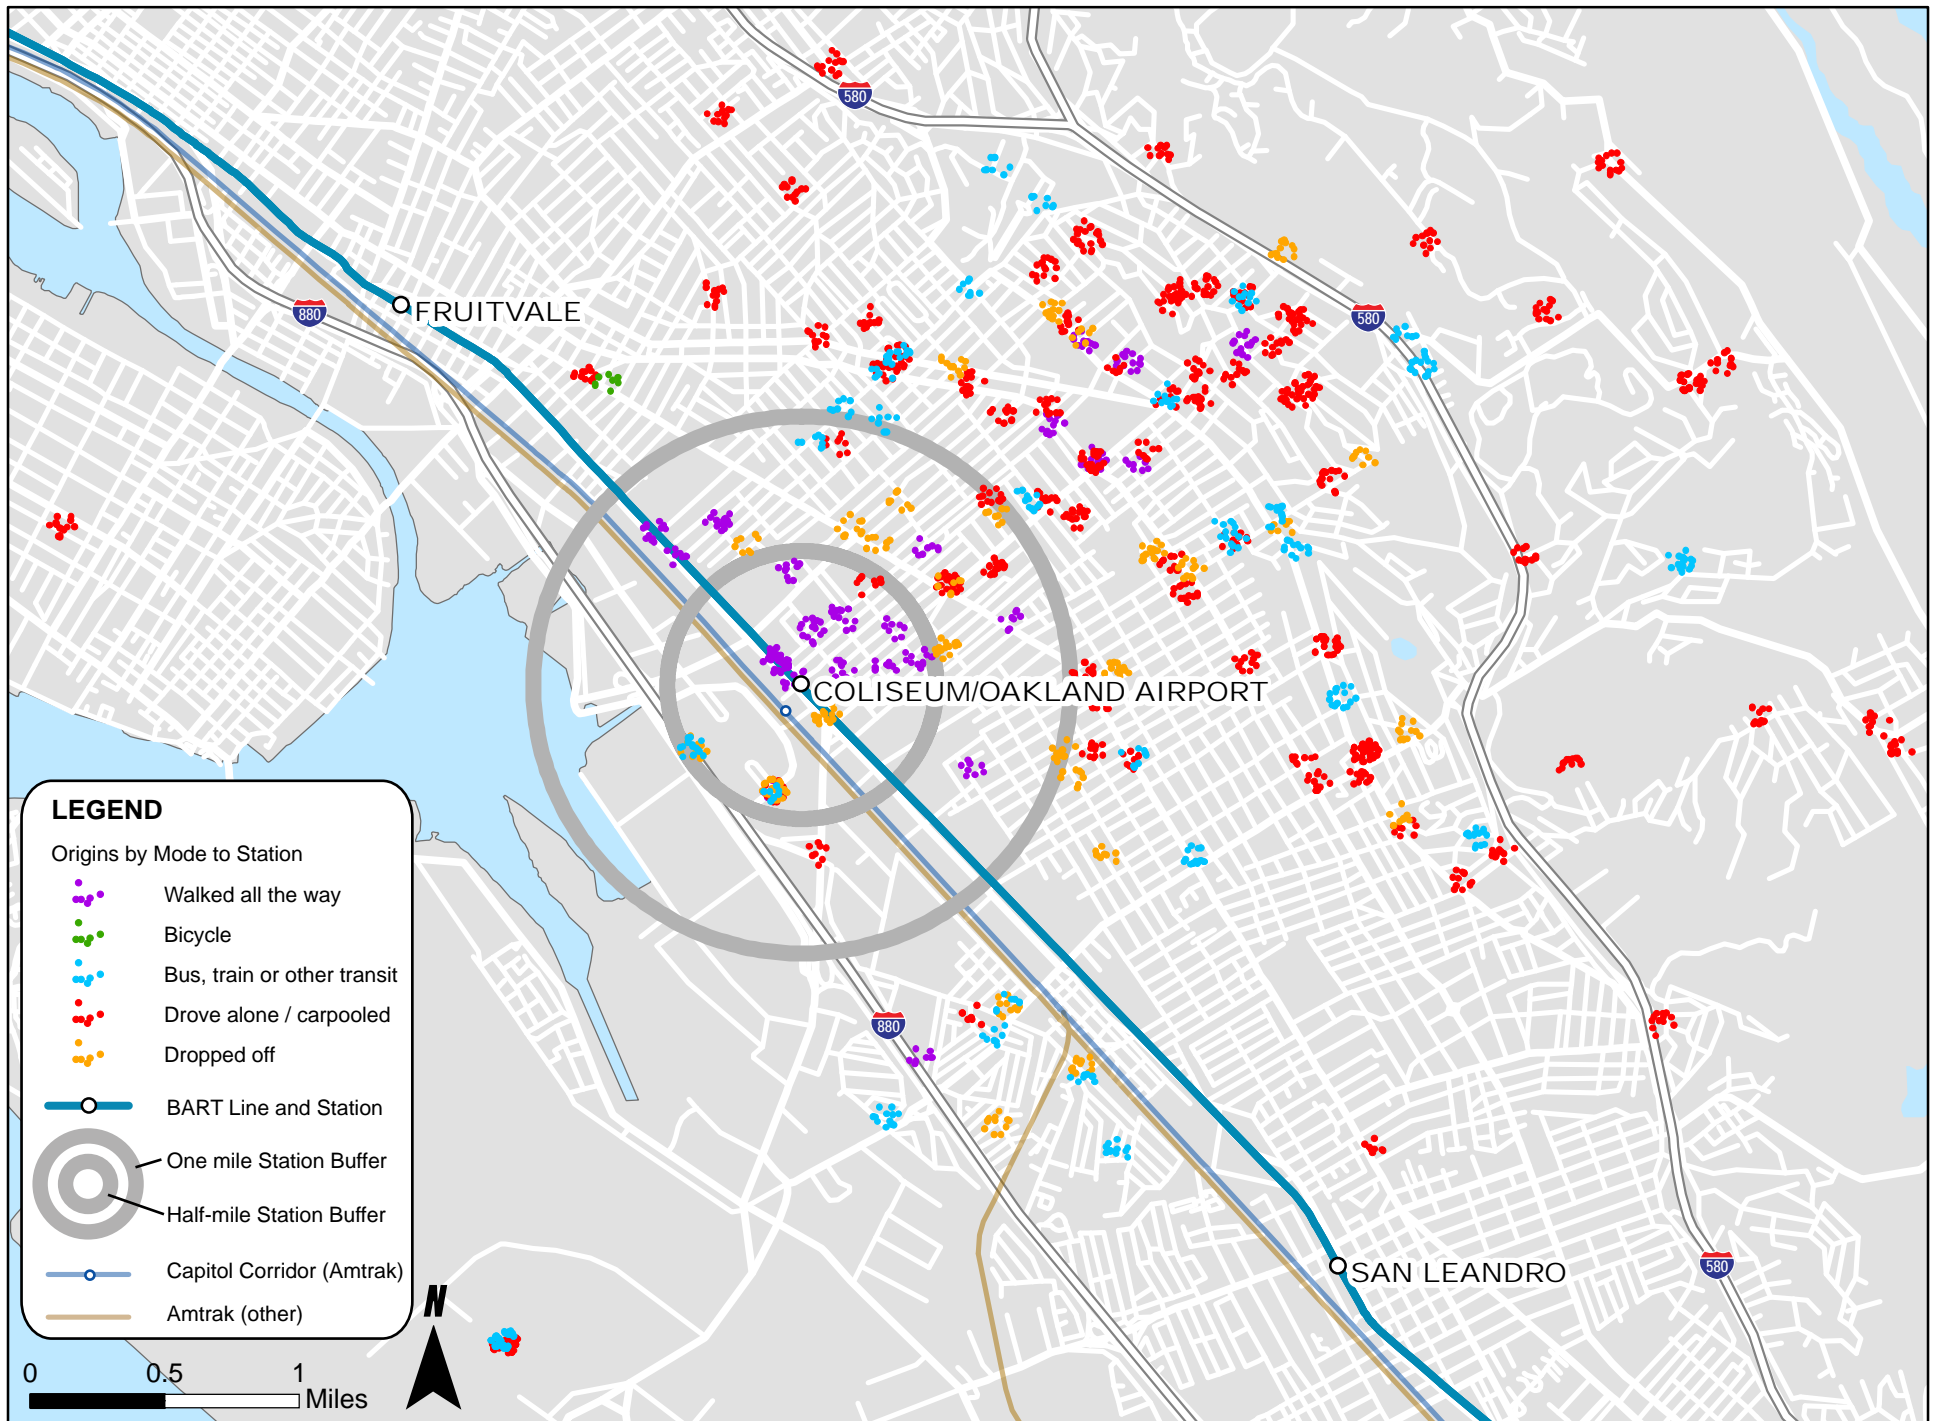 580
580
880
FRUITVALE
580
COLISEUM/OAKLAND AIRPORT
LEGEND
Origins by Mode to Station
Walked all the way
Bicycle
Bus, train or other transit
Drove alone / carpooled
Dropped off
BART Line and Station
One mile Station Buffer
Half-mile Station Buffer
Capitol Corridor (Amtrak)
Amtrak (other)
880
SAN LEANDRO
580
N
0 0.5 1
Miles